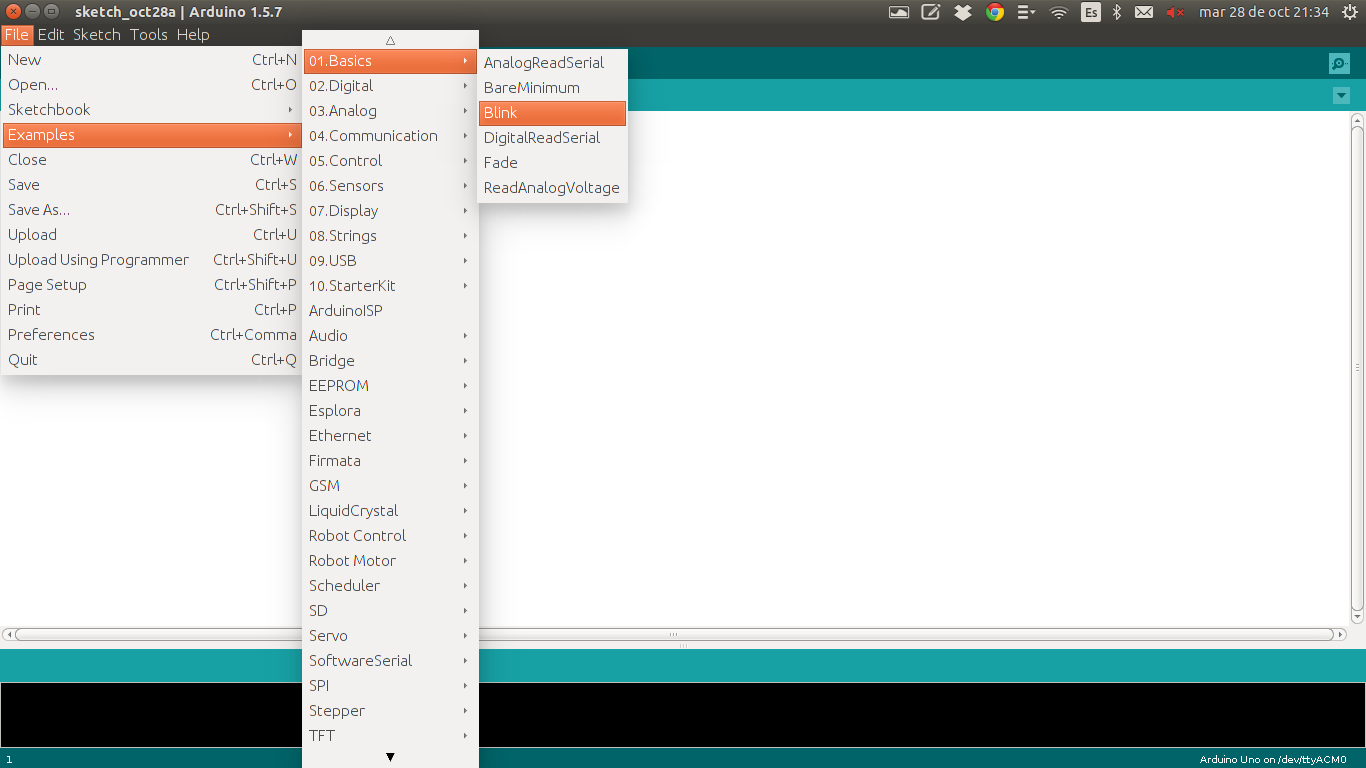 sketch_oct28a | Arduino 1.5.7
Es
mar 28 de oct 21:34
File Edit Sketch Tools Help
New Ctrl+N
Open... Ctrl+O
Sketchbook
Examples
Close Ctrl+W
Save Ctrl+S
Save As... Ctrl+Shift+S
Upload Ctrl+U
Upload Using Programmer Ctrl+Shift+U
Page Setup Ctrl+Shift+P
Print Ctrl+P
Preferences Ctrl+Comma
Quit Ctrl+Q
01.Basics
02.Digital
03.Analog
04.Communication
05.Control
06.Sensors
07.Display
08.Strings
09.USB
10.StarterKit
ArduinoISP
Audio
Bridge
EEPROM
Esplora
Ethernet
Firmata
GSM
LiquidCrystal
Robot Control
Robot Motor
Scheduler
SD
Servo
SoftwareSerial
SPI
Stepper
TFT
AnalogReadSerial
BareMinimum
Blink
DigitalReadSerial
Fade
ReadAnalogVoltage
1
Arduino Uno on /dev/ttyACM0